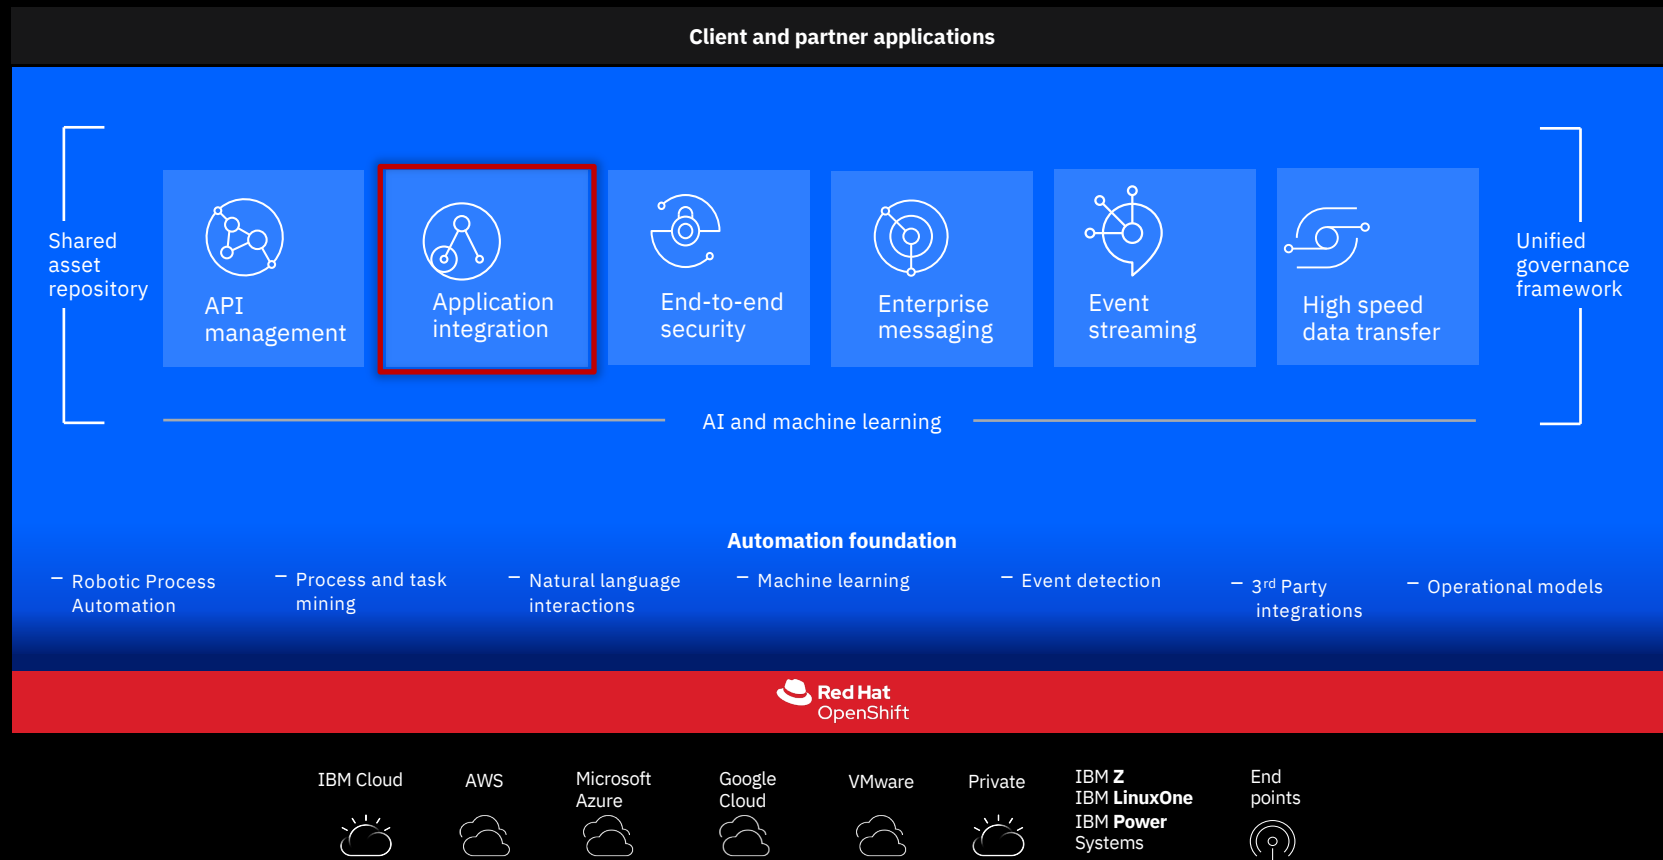 Client and partner applications
Shared
asset
repository
API
management
Application
integration
End-to-end
security
Enterprise
messaging
Event
streaming
High speed
data transfer
Unified
governance
framework
AI and machine learning
Automation foundation
– Robotic Process
Automation
– Process and task
mining
– Natural language
interactions
– Machine learning
– Event detection
– 3rd Party
integrations
– Operational models
Red Hat
OpenShift
IBM Cloud
AWS
Microsoft
Azure
Google
Cloud
VMware
Private
IBM Z
IBM LinuxOne
IBM Power
Systems
End
points